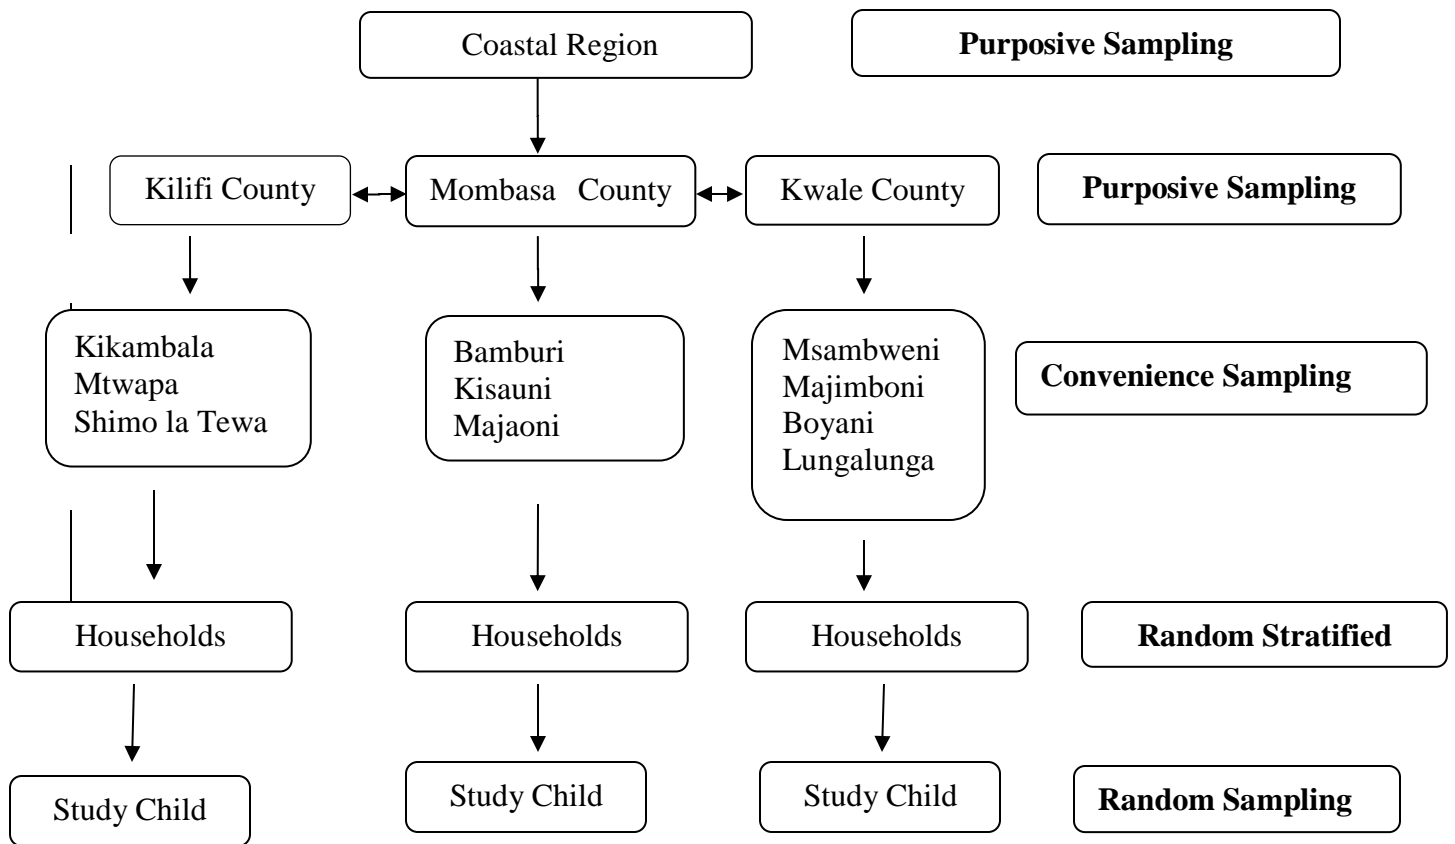 Coastal Region
Purposive Sampling
Kilifi County
Mombasa County
Kwale County
Purposive Sampling
Kikambala
Mtwapa
Shimo la Tewa
Bamburi
Kisauni
Majaoni
Msambweni
Majimboni
Boyani
Lungalunga
Convenience Sampling
Households
Households
Households
Random Stratified
Study Child
Study Child
Study Child
Random Sampling